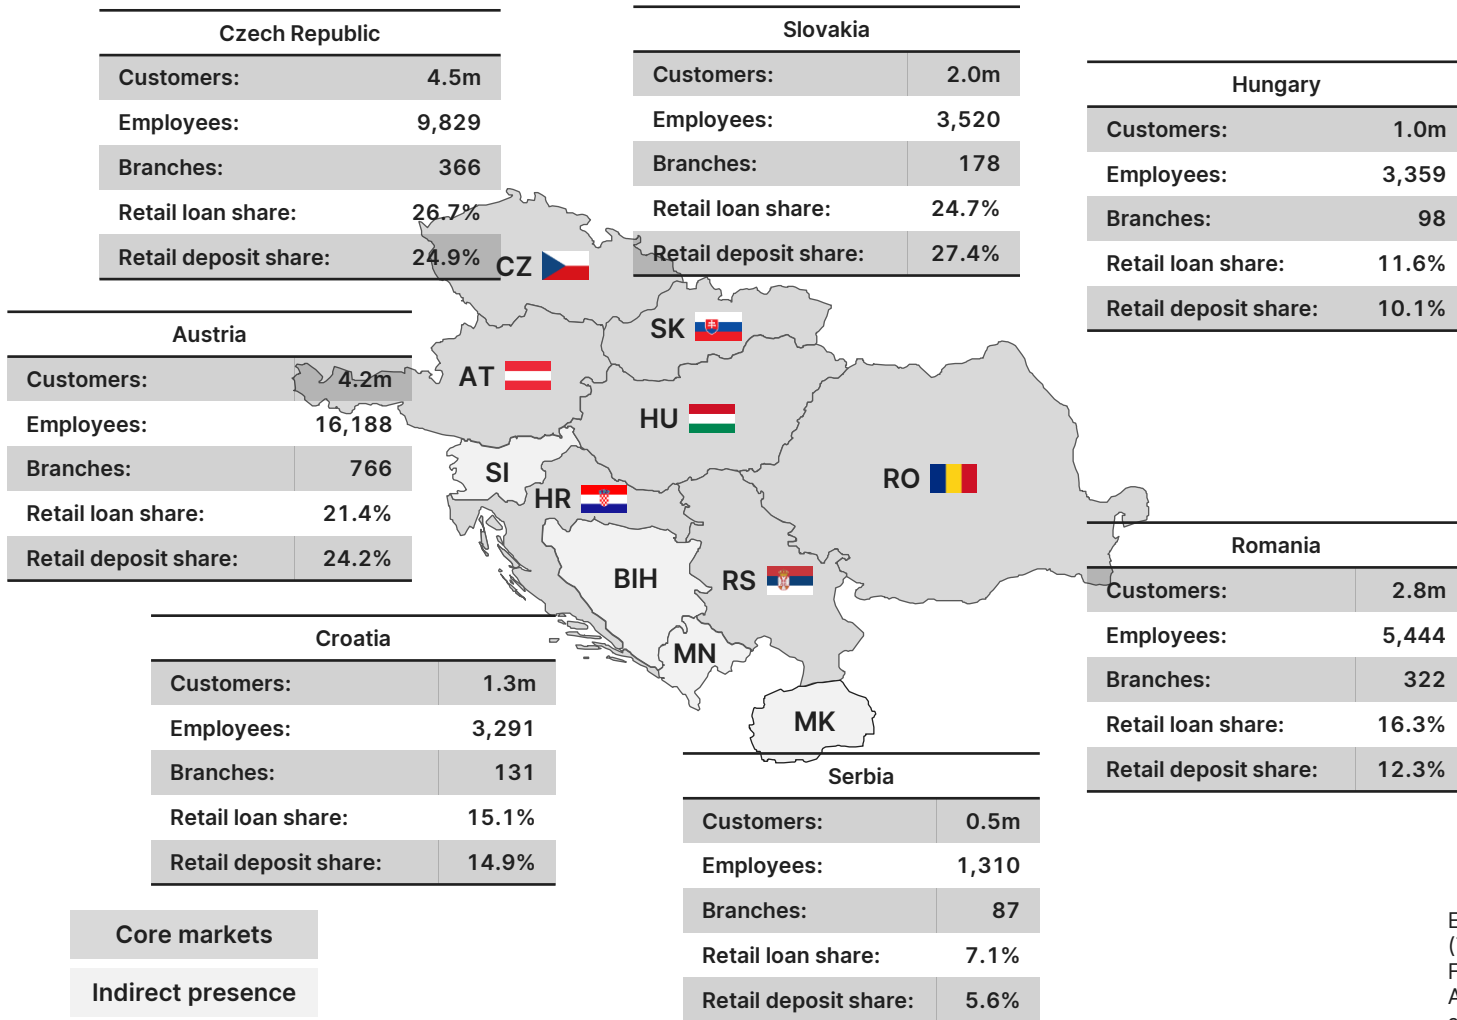 Czech Republic
Customers: 4.5m
Employees: 9,829
Branches: 366
Retail loan share: 26.7%
Retail deposit share: 24.9%
Slovakia
Customers: 2.0m
Employees: 3,520
Branches: 178
Retail loan share: 24.7%
Retail deposit share: 27.4%
Hungary
Customers: 1.0m
Employees: 3,359
Branches: 98
Retail loan share: 11.6%
Retail deposit share: 10.1%
Austria
Customers: 4.2m
Employees: 16,188
Branches: 766
Retail loan share: 21.4%
Retail deposit share: 24.2%
CZ
SK
AT
HU
SI
HR
RO
BIH
RS
MN
MK
Romania
Customers: 2.8m
Employees: 5,444
Branches: 322
Retail loan share: 16.3%
Retail deposit share: 12.3%
Croatia
Customers: 1.3m
Employees: 3,291
Branches: 131
Retail loan share: 15.1%
Retail deposit share: 14.9%
Serbia
Customers: 0.5m
Employees: 1,310
Branches: 87
Retail loan share: 7.1%
Retail deposit share: 5.6%
Core markets
Indirect presence